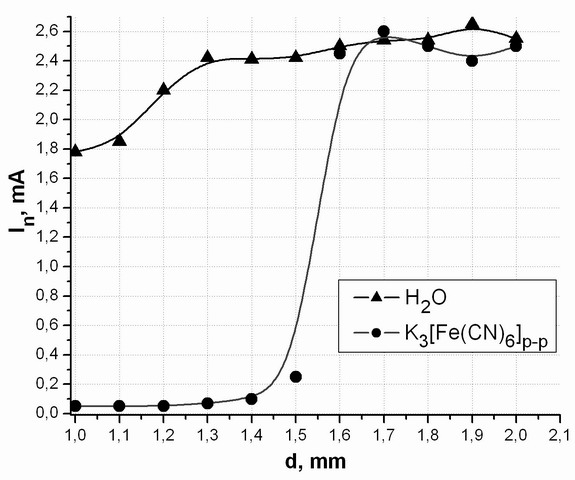 2,6
2,4
2,2
2,0
1,8
1,6
1,4
1,2
1,0
0,8
0,6
0,4
0,2
0,0
I_n, mA
H₂O
K₃[Fe(CN)₆]p-p
1,0 1,1 1,2 1,3 1,4 1,5 1,6 1,7 1,8 1,9 2,0 2,1
d, mm